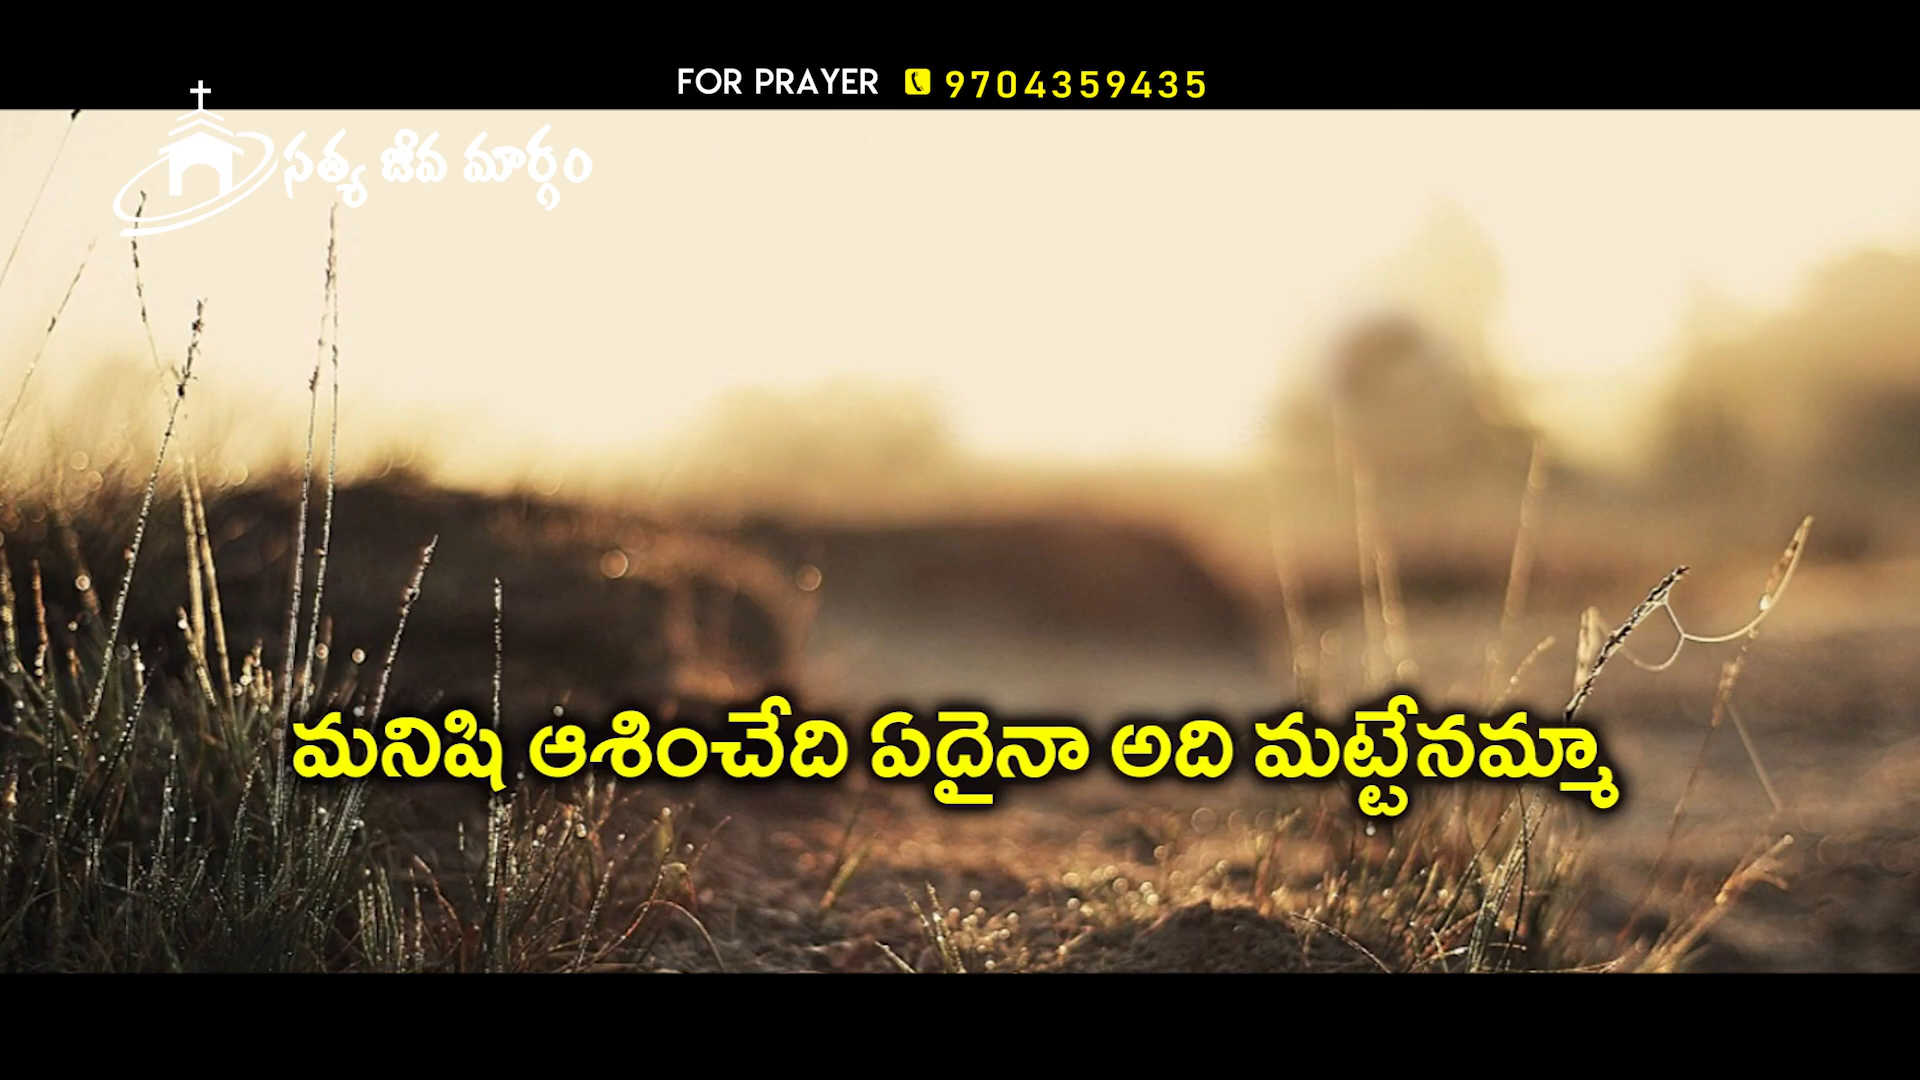 FOR PRAYER 9704359435
సత్య జీవ మార్గం
మనిషి ఆశించేది ఏదైనా అది మట్టేనమ్మా